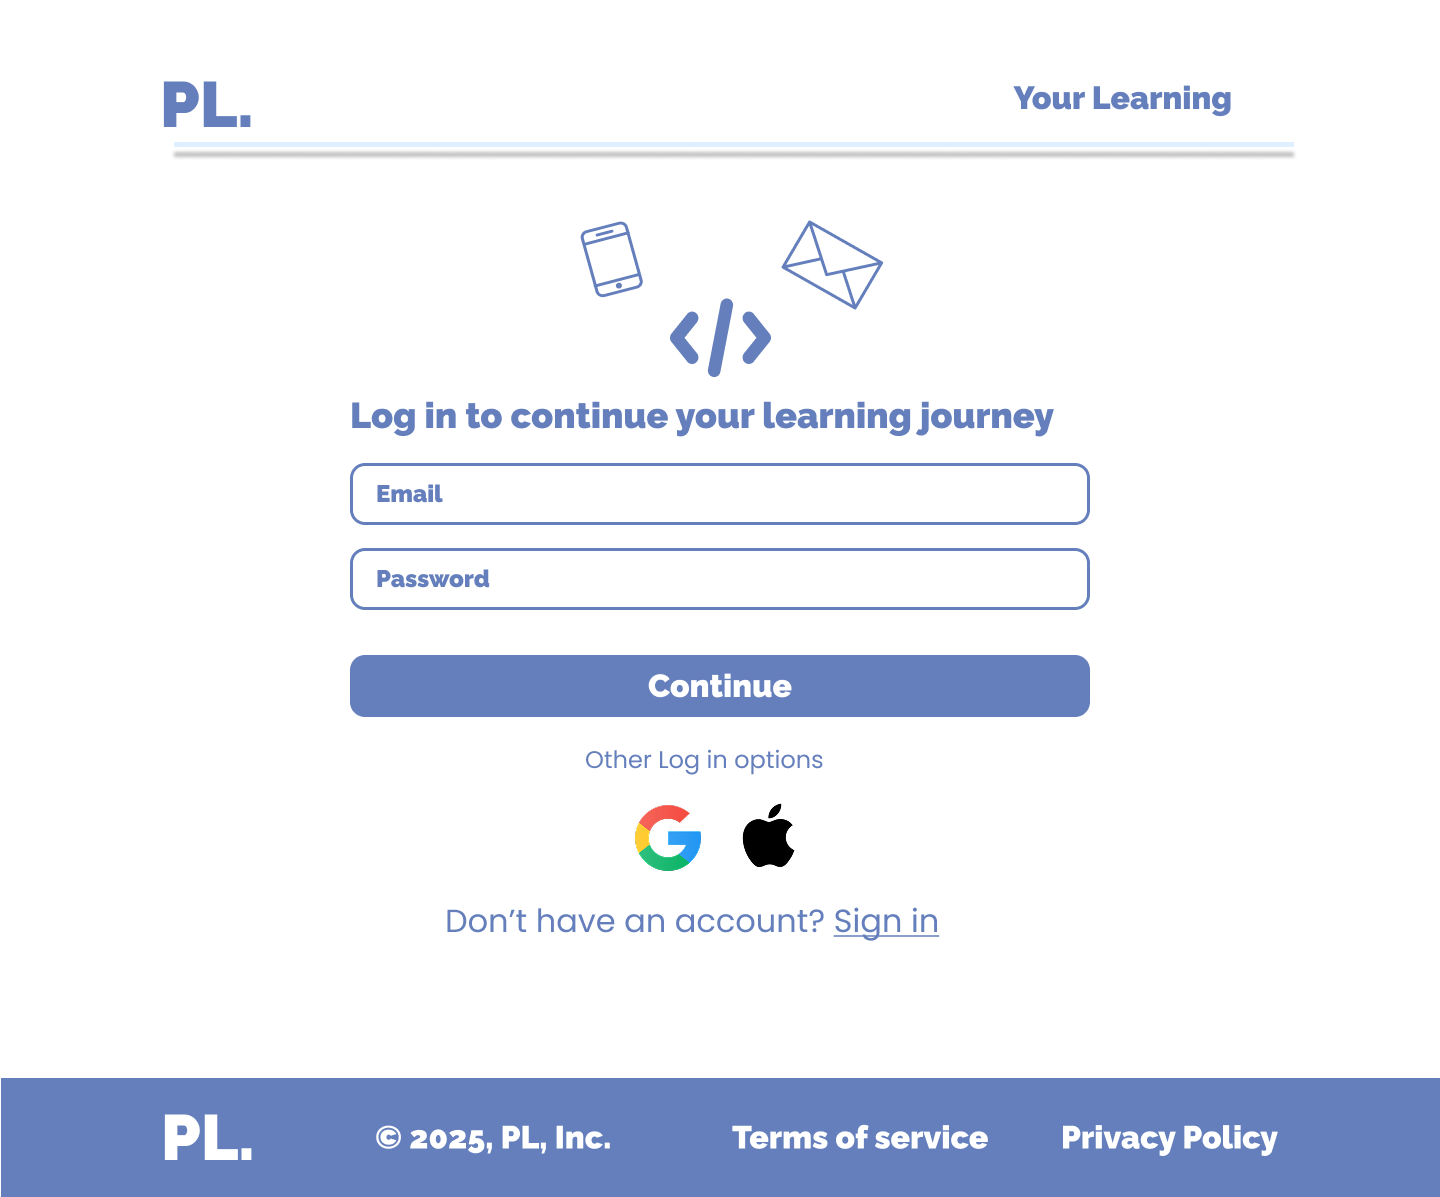 PL.
Your Learning
Log in to continue your learning journey
Email
Password
Continue
Other Log in options
Don’t have an account? Sign in
PL.
© 2025, PL, Inc.
Terms of service
Privacy Policy